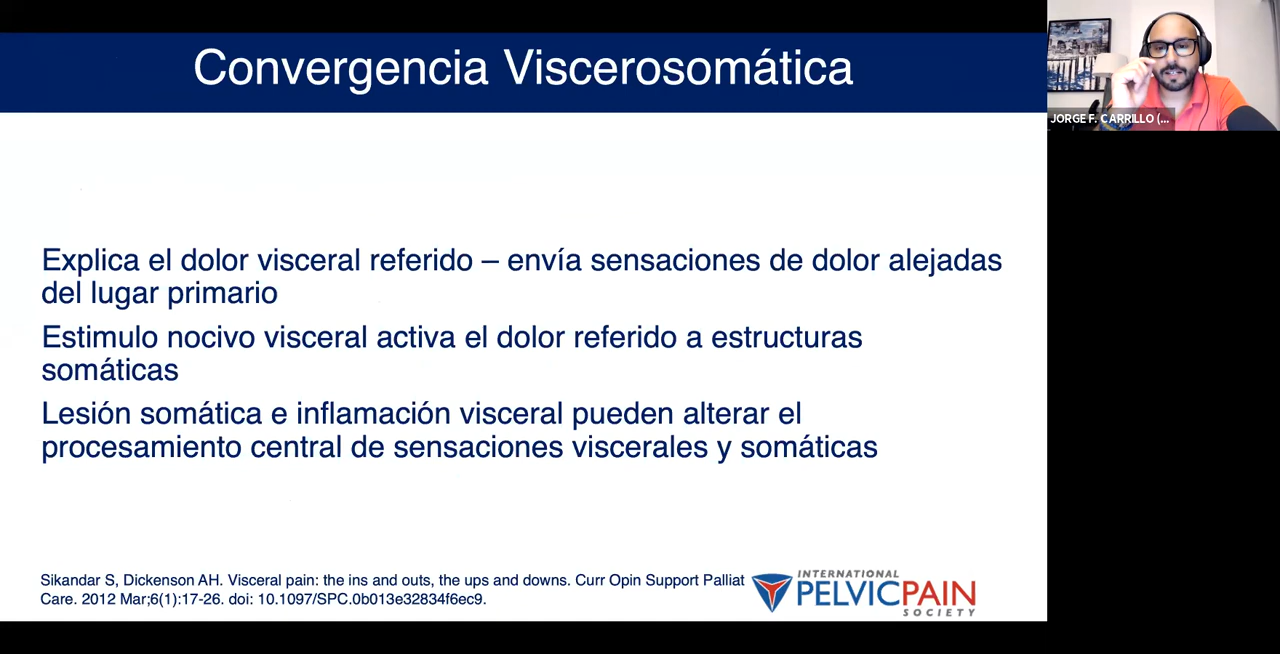 Convergencia Viscerosomática
JORGE F. CARRILLO (...
Explica el dolor visceral referido – envía sensaciones de dolor alejadas
del lugar primario
Estimulo nocivo visceral activa el dolor referido a estructuras
somáticas
Lesión somática e inflamación visceral pueden alterar el
procesamiento central de sensaciones viscerales y somáticas
Sikandar S, Dickenson AH. Visceral pain: the ins and outs, the ups and downs. Curr Opin Support Palliat
Care. 2012 Mar;6(1):17-26. doi: 10.1097/SPC.0b013e32834f6ec9.
INTERNATIONAL
PELVICPAIN
SOCIETY